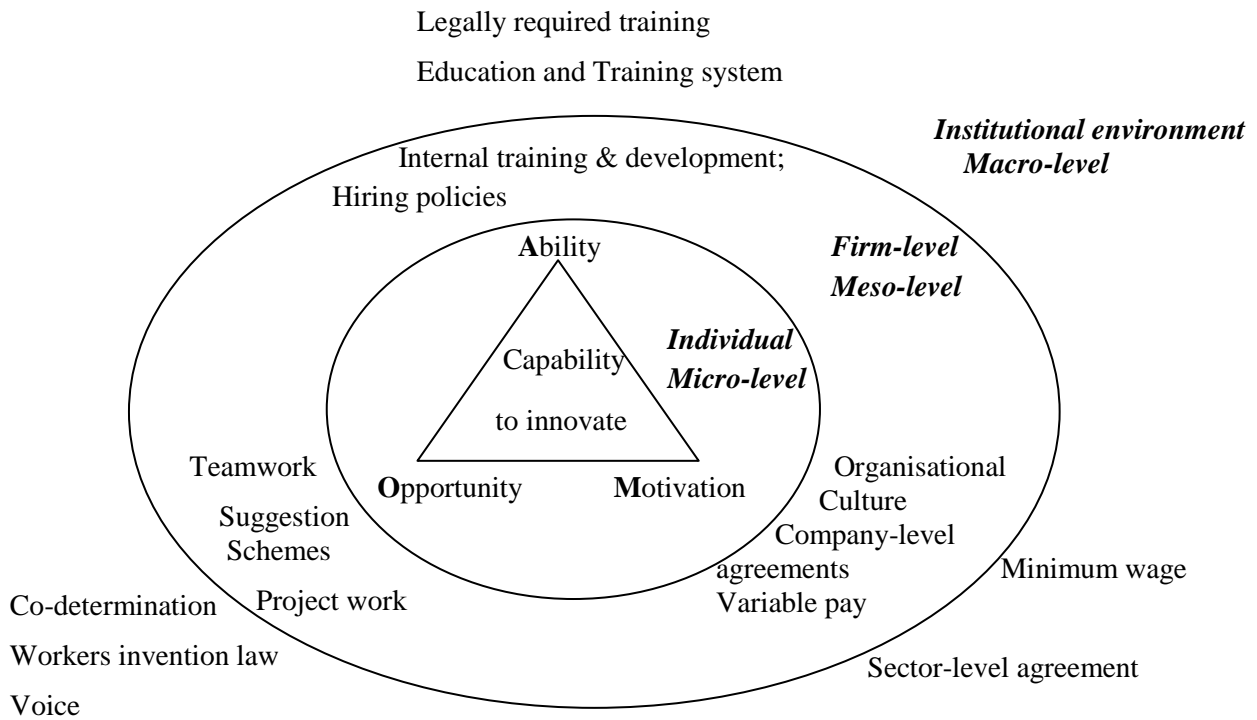 Legally required training
Education and Training system
Institutional environment
Macro-level
Internal training & development;
Hiring policies
Firm-level
Meso-level
Ability
Individual
Micro-level
Capability
to innovate
Opportunity
Motivation
Teamwork
Suggestion
Schemes
Project work
Organisational
Culture
Company-level
agreements
Variable pay
Co-determination
Workers invention law
Voice
Minimum wage
Sector-level agreement